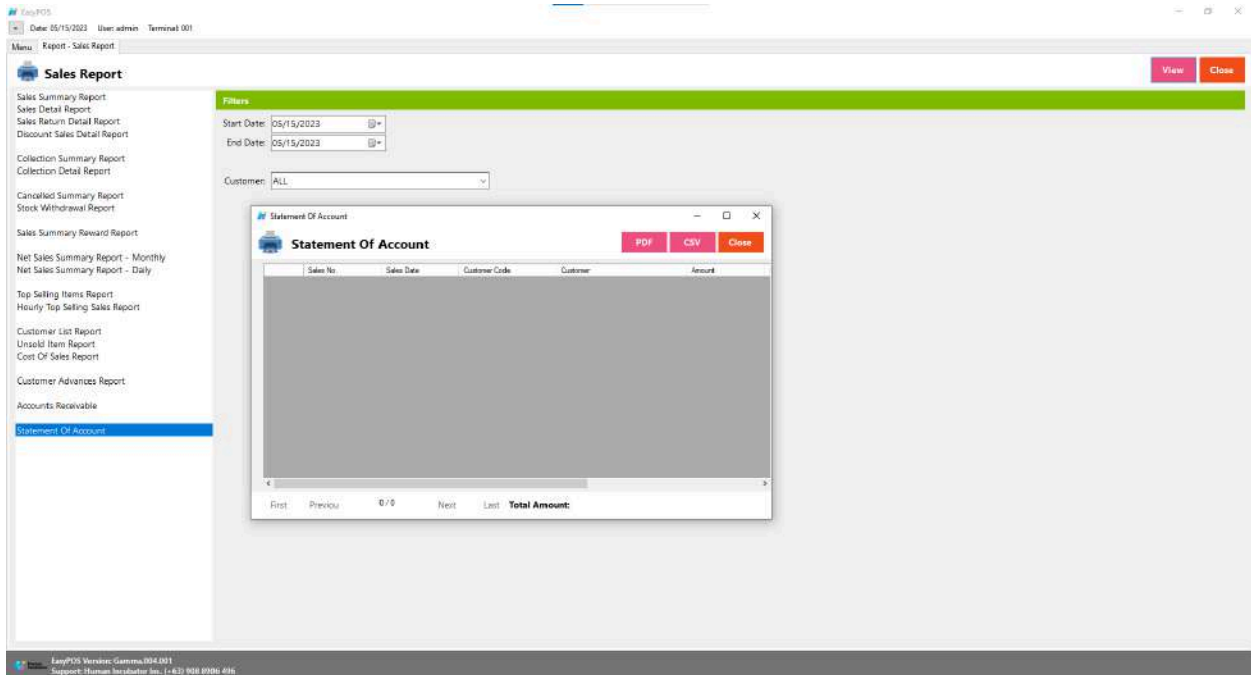 EasyPOS
Date: 05/15/2023 User: admin Terminal: 001
Menu Report - Sales Report
Sales Report
View Close
Sales Summary Report
Sales Detail Report
Sales Return Detail Report
Discount Sales Detail Report
Collection Summary Report
Collection Detail Report
Cancelled Summary Report
Stock Withdrawal Report
Sales Summary Reward Report
Net Sales Summary Report - Monthly
Net Sales Summary Report - Daily
Top Selling Items Report
Hourly Top Selling Sales Report
Customer List Report
Unsold Item Report
Cost Of Sales Report
Customer Advances Report
Accounts Receivable
Statement Of Account
Filters
Start Date: 05/15/2023
End Date: 05/15/2023
Customer: ALL
Statement Of Account
Statement Of Account
PDF CSV Close
Sales No. Sales Date Customer Code Customer Amount
First Previou 0 / 0 Next Last Total Amount:
EasyPOS Version: Gamma.004.001
Support: Human Incubator Inc. (+63) 908 8906 496